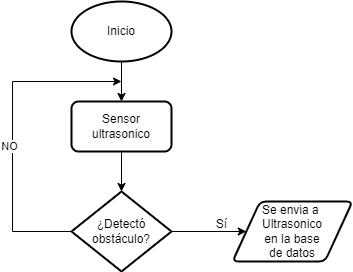 Inicio
Sensor
ultrasonico
NO
¿Detectó
obstáculo?
Sí
Se envia a
Ultrasonico
en la base
de datos